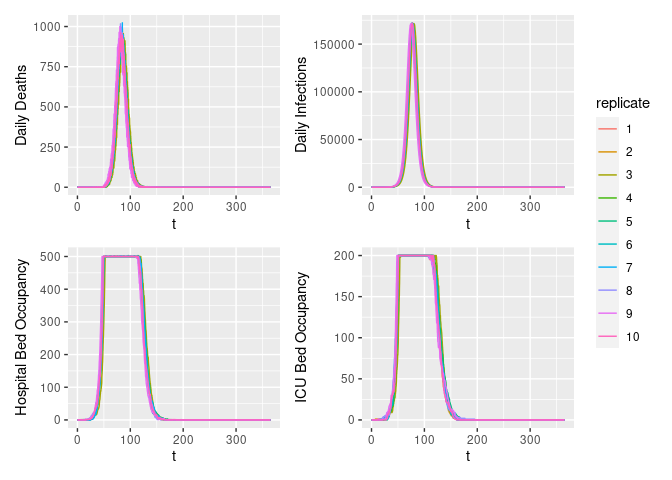 Daily Deaths
1000
750
500
250
0
0 100 200 300
t
Daily Infections
150000
100000
50000
0
0 100 200 300
t
Hospital Bed Occupancy
500
400
300
200
100
0
0 100 200 300
t
ICU Bed Occupancy
200
150
100
50
0
0 100 200 300
t
replicate
1
2
3
4
5
6
7
8
9
10